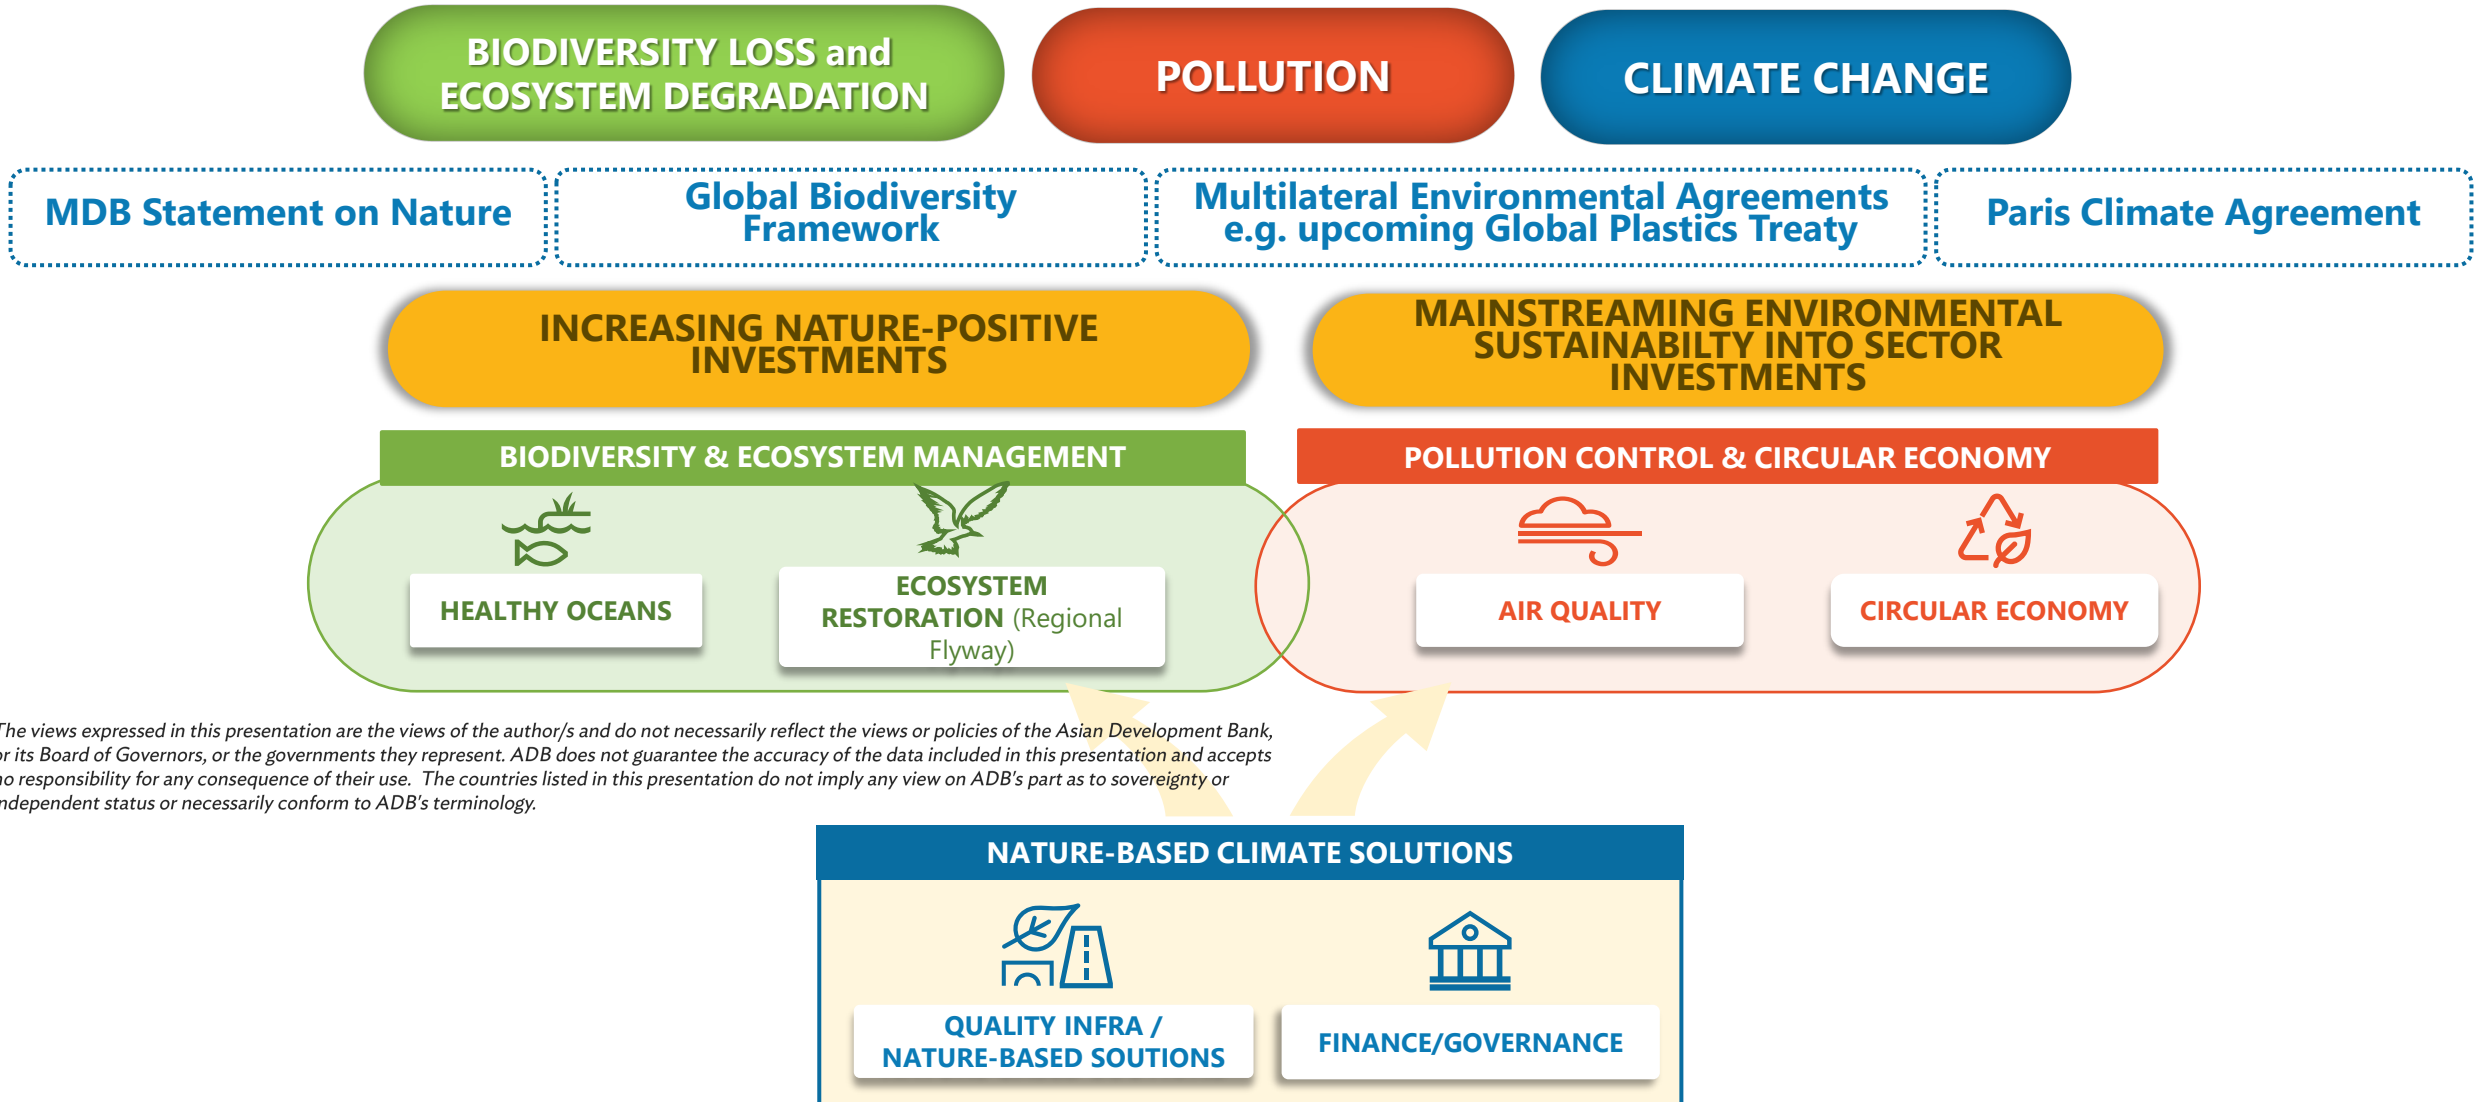 BIODIVERSITY LOSS and
ECOSYSTEM DEGRADATION
POLLUTION
CLIMATE CHANGE
MDB Statement on Nature
Global Biodiversity
Framework
Multilateral Environmental Agreements
e.g. upcoming Global Plastics Treaty
Paris Climate Agreement
INCREASING NATURE-POSITIVE
INVESTMENTS
MAINSTREAMING ENVIRONMENTAL
SUSTAINABILTY INTO SECTOR
INVESTMENTS
BIODIVERSITY & ECOSYSTEM MANAGEMENT
HEALTHY OCEANS
ECOSYSTEM
RESTORATION (Regional
Flyway)
POLLUTION CONTROL & CIRCULAR ECONOMY
AIR QUALITY
CIRCULAR ECONOMY
The views expressed in this presentation are the views of the author/s and do not necessarily reflect the views or policies of the Asian Development Bank,
or its Board of Governors, or the governments they represent. ADB does not guarantee the accuracy of the data included in this presentation and accepts
no responsibility for any consequence of their use. The countries listed in this presentation do not imply any view on ADB's part as to sovereignty or
independent status or necessarily conform to ADB's terminology.
NATURE-BASED CLIMATE SOLUTIONS
QUALITY INFRA /
NATURE-BASED SOUTIONS
FINANCE/GOVERNANCE